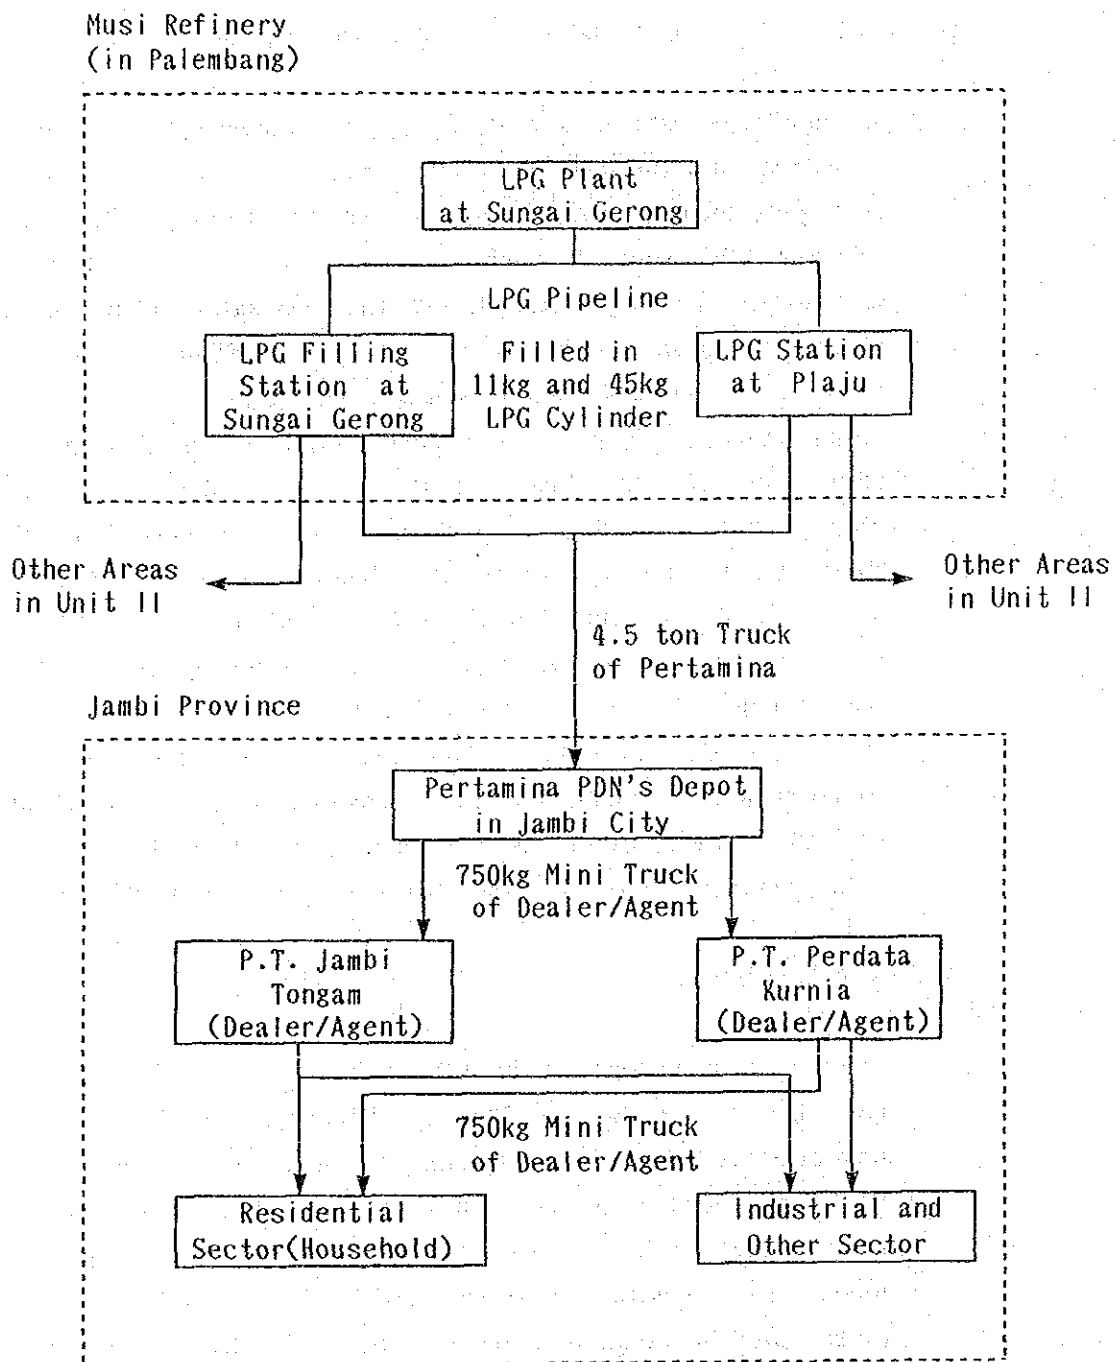 Musi Refinery
(in Palembang)
LPG Plant
at Sungai Gerong
LPG Pipeline
LPG Filling
Station at
Sungai Gerong
Filled in
11kg and 45kg
LPG Cylinder
LPG Station
at Plaju
Other Areas
in Unit II
Other Areas
in Unit II
4.5 ton Truck
of Pertamina
Jambi Province
Pertamina PDN's Depot
in Jambi City
750kg Mini Truck
of Dealer/Agent
P.T. Jambi
Tongam
(Dealer/Agent)
P.T. Perdata
Kurnia
(Dealer/Agent)
750kg Mini Truck
of Dealer/Agent
Residential
Sector(Household)
Industrial and
Other Sector